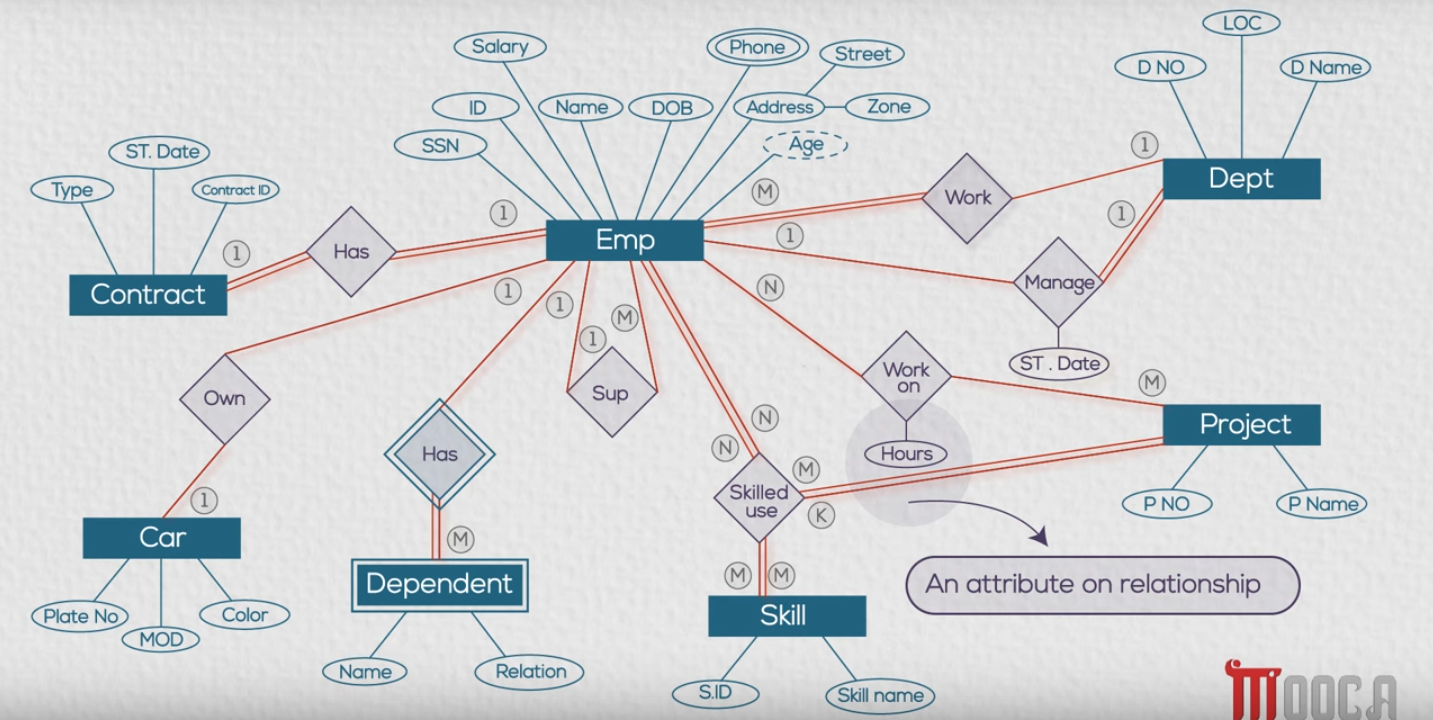 LOC
Salary
Phone
Street
D NO
D Name
ID
Name
DOB
Address
Zone
SSN
Age
ST. Date
Type
Contract ID
1
M
Work
Dept
1
1
Has
1
Emp
1
1
Manage
Contract
1
1
M
N
ST . Date
1
Sup
Work
on
M
Own
Has
N
N
Hours
Project
Skilled
use
M
K
P NO
P Name
1
Car
M
Dependent
M
M
An attribute on relationship
Skill
Plate No
MOD
Color
Name
Relation
S.ID
Skill name
MOOCA